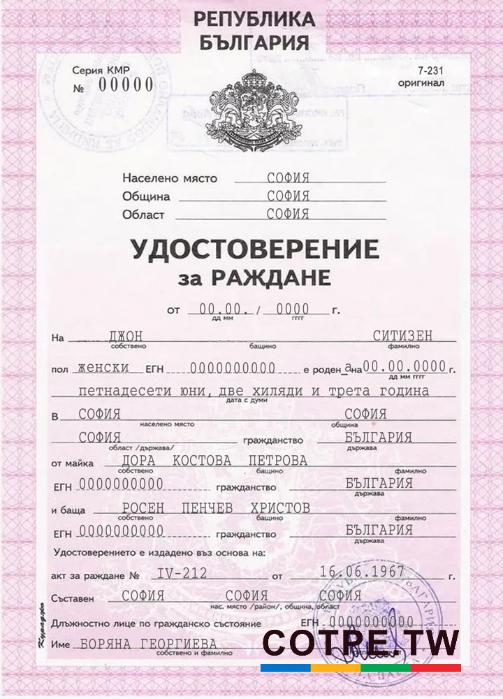 РЕПУБЛИКА
БЪЛГАРИЯ
Серия КМР
№ 00000
7-231
оригинал
Населено място СОФИЯ
Община СОФИЯ
Област СОФИЯ
УДОСТОВЕРЕНИЕ
за РАЖДАНЕ
от 00.00. / 0000 г.
дд мм гггг
На ДЖОН СИТИЗЕН
собствено бащино фамилно
пол женски ЕГН 0000000000 е роден а на 00.00.0000 г.
дд мм гггг
петнадесети юни, две хиляди и трета година
дата с думи
В СОФИЯ СОФИЯ
населено място община
СОФИЯ гражданство БЪЛГАРИЯ
област /държава/ държава
от майка ДОРА КОСТОВА ПЕТРОВА
собствено бащино фамилно
ЕГН 0000000000 гражданство БЪЛГАРИЯ
държава
и баща РОСЕН ПЕНЧЕВ ХРИСТОВ
собствено бащино фамилно
ЕГН 0000000000 гражданство БЪЛГАРИЯ
държава
Удостоверението е издадено въз основа на:
акт за раждане № IV-212 от 16.06.1967
Съставен СОФИЯ СОФИЯ СОФИЯ
нас. място /район/, община, област
Длъжностно лице по гражданско състояние ЕГН 0000000000
Име БОРЯНА ГЕОРГИЕВА
собствено и фамилно
COTPE.TW